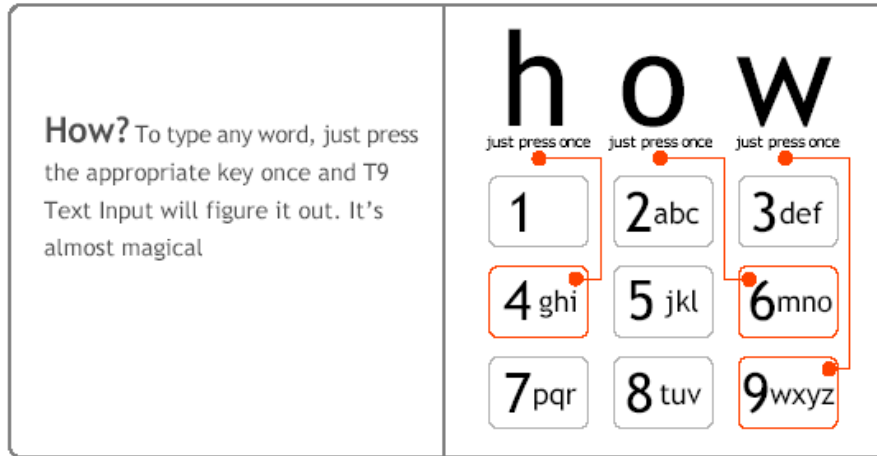 How? To type any word, just press
the appropriate key once and T9
Text Input will figure it out. It's
almost magical
h o w
just press once just press once just press once
1 2abc 3def
4 ghi 5 jkl 6mno
7pqr 8 tuv 9wxyz